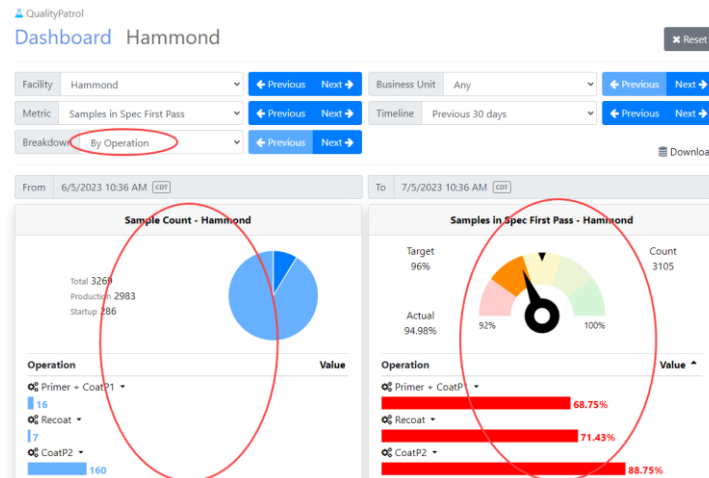 QualityPatrol
Dashboard Hammond
Reset
Facility Hammond Previous Next Business Unit Any Previous Next
Metric Samples in Spec First Pass Previous Next Timeline Previous 30 days Previous Next
Breakdown By Operation Previous Next
Downloa
From 6/5/2023 10:36 AM CDT To 7/5/2023 10:36 AM CDT
Sample Count - Hammond
Total 3269
Production 2983
Startup 286
Operation Value
Primer + CoatP1
16
Recoat
7
CoatP2
160
Samples in Spec First Pass - Hammond
Target
96%
Count
3105
Actual
94.98%
92% 100%
Operation Value
Primer + CoatP1
68.75%
Recoat
71.43%
CoatP2
88.75%